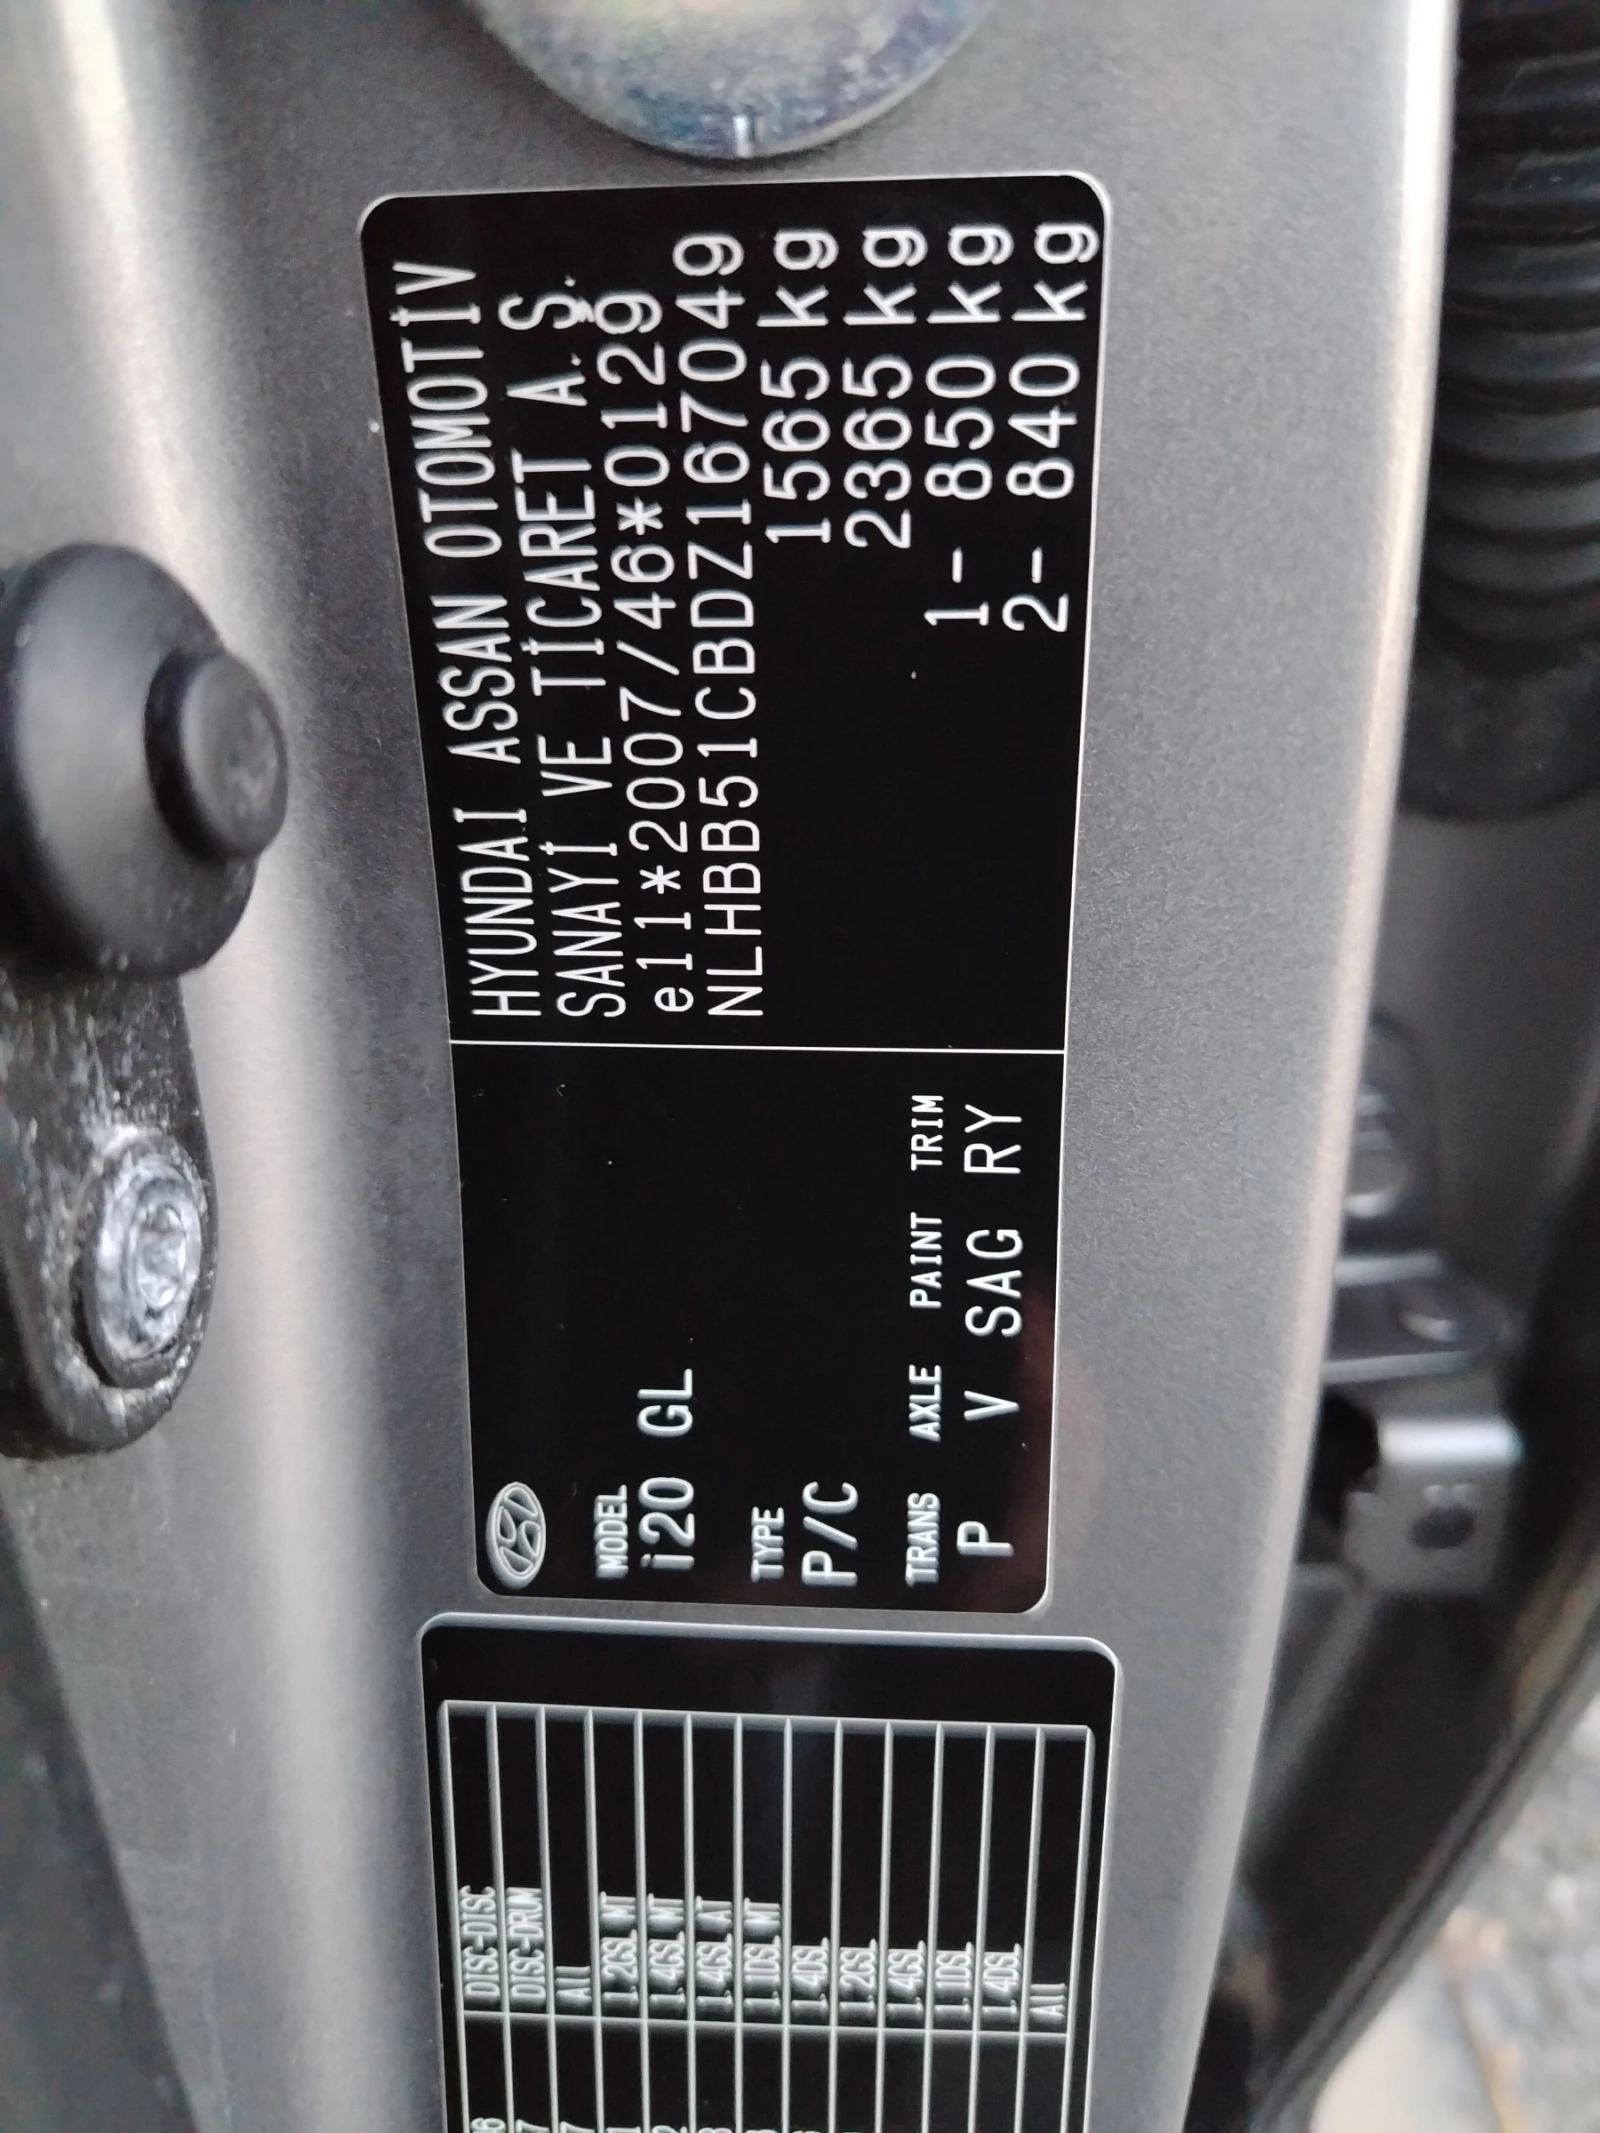 HYUNDAI ASSAN OTOMOTİV
SANAYİ VE TİCARET A.Ş.
e11*2007/46*0129
NLHBB51CBDZ167049
1565 kg
2365 kg
1- 850 kg
2- 840 kg
MODEL
i20 GL
TYPE
P/C
TRANS AXLE PAINT TRIM
P V SAG RY
DISC-DISC
DISC-DRUM
All
1.2GSL MT
1.4GSL MT
1.4GSL AT
1.1DSL MT
1.4DSL
1.2GSL
1.4GSL
1.1DSL
1.4DSL
All